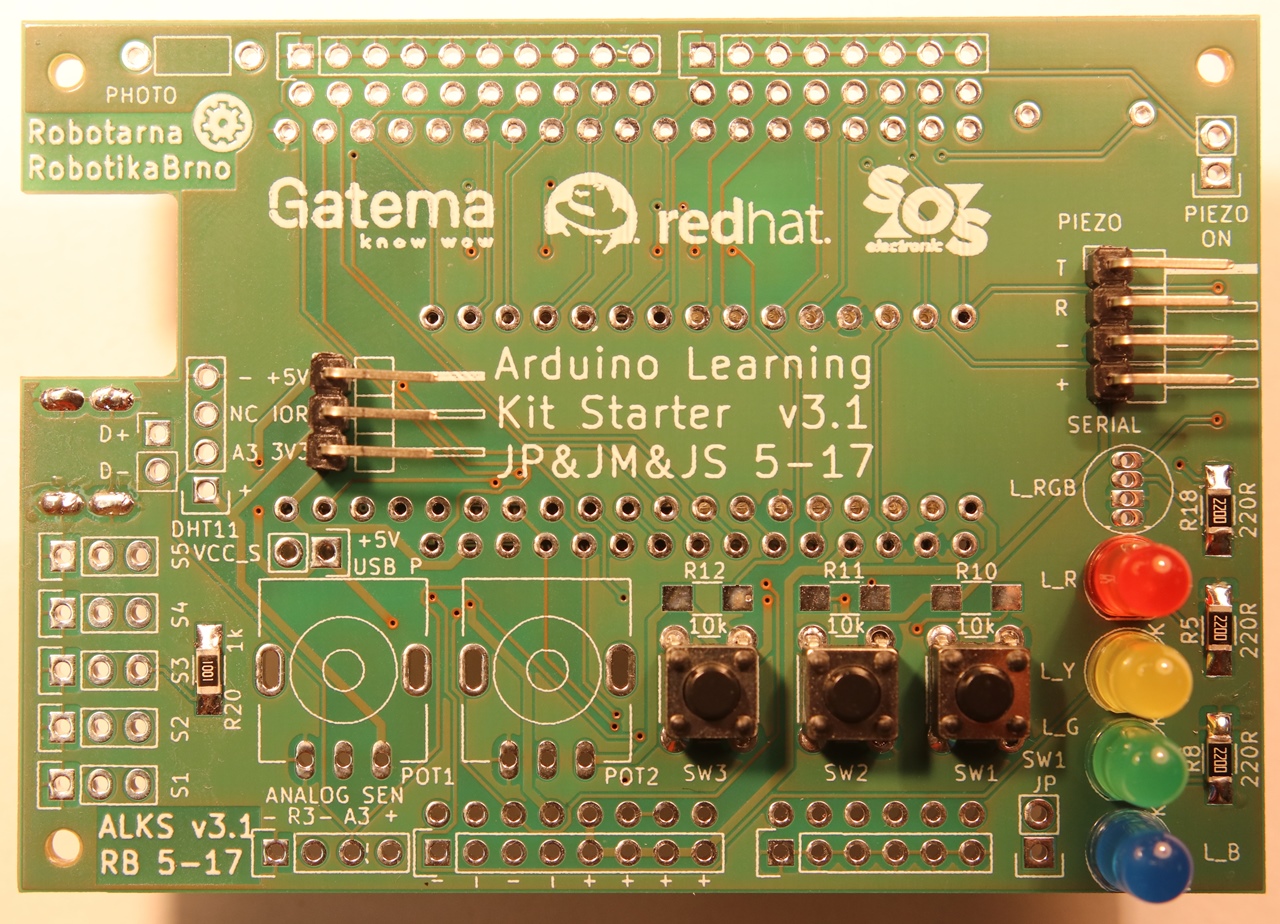 PHOTO
Robotarna
RobotikaBrno
Gatema
know wow
redhat.
SOS
electronic
PIEZO
ON
PIEZO
T
R
-
+
SERIAL
Arduino Learning
Kit Starter v3.1
JP&JM&JS 5-17
- +5V
NC IOR
A3 3V3
+
D+
D-
DHT11
VCC_S
+5V
USB P
L_RGB
R18
220R
2200
L_R
R5
220R
2200
L_Y
L_G
R8
220R
2200
L_B
K
K
K
R12
10k
R11
10k
R10
10k
S5
S4
S3
S2
S1
1k
1001
R20
POT1
POT2
SW3
SW2
SW1
SW1
JP
ANALOG SEN
- R3- A3 +
ALKS v3.1
RB 5-17
- - - - + + + +